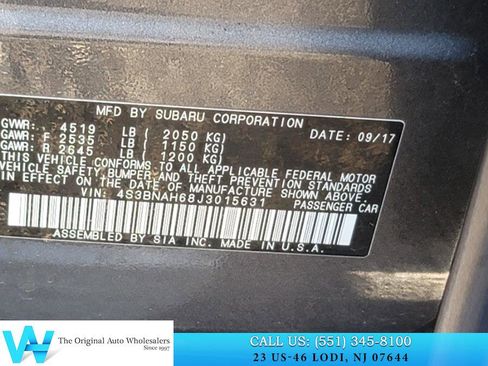 MFD BY SUBARU CORPORATION DATE: 09/17
GVWR: 4519 LB ( 2050 KG)
GAWR: F 2535 LB ( 1150 KG)
GAWR: R 2645 LB ( 1200 KG)
THIS VEHICLE CONFORMS TO ALL APPLICABLE FEDERAL MOTOR
VEHICLE SAFETY, BUMPER AND THEFT PREVENTION STANDARDS
IN EFFECT ON THE DATE OF MANUFACTURE SHOWN ABOVE.
VIN: 4S3BNAH68J3015631 PASSENGER CAR
ASSEMBLED BY SIA, INC. MADE IN U.S.A.
The Original Auto Wholesalers
Since 1997
CALL US: (551) 345-8100
23 US-46 LODI, NJ 07644